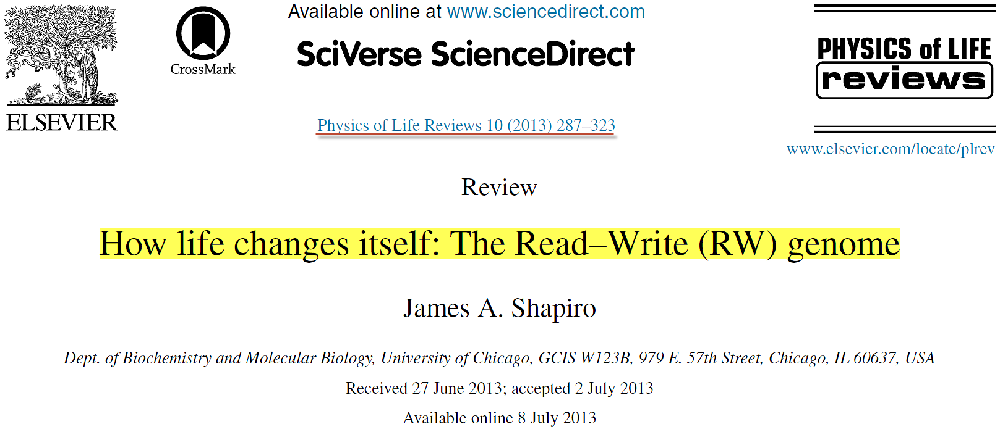 Available online at www.sciencedirect.com
NON SOLUS
CrossMark
SciVerse ScienceDirect
PHYSICS of LIFE
reviews
ELSEVIER
Physics of Life Reviews 10 (2013) 287–323
www.elsevier.com/locate/plrev
Review
How life changes itself: The Read–Write (RW) genome
James A. Shapiro
Dept. of Biochemistry and Molecular Biology, University of Chicago, GCIS W123B, 979 E. 57th Street, Chicago, IL 60637, USA
Received 27 June 2013; accepted 2 July 2013
Available online 8 July 2013